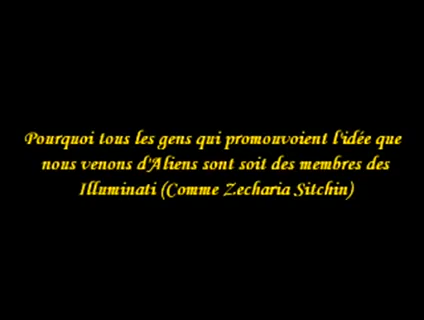 Pourquoi tous les gens qui promouvoient l'idée que
nous venons d'Aliens sont soit des membres des
Illuminati (Comme Zecharia Sitchin)